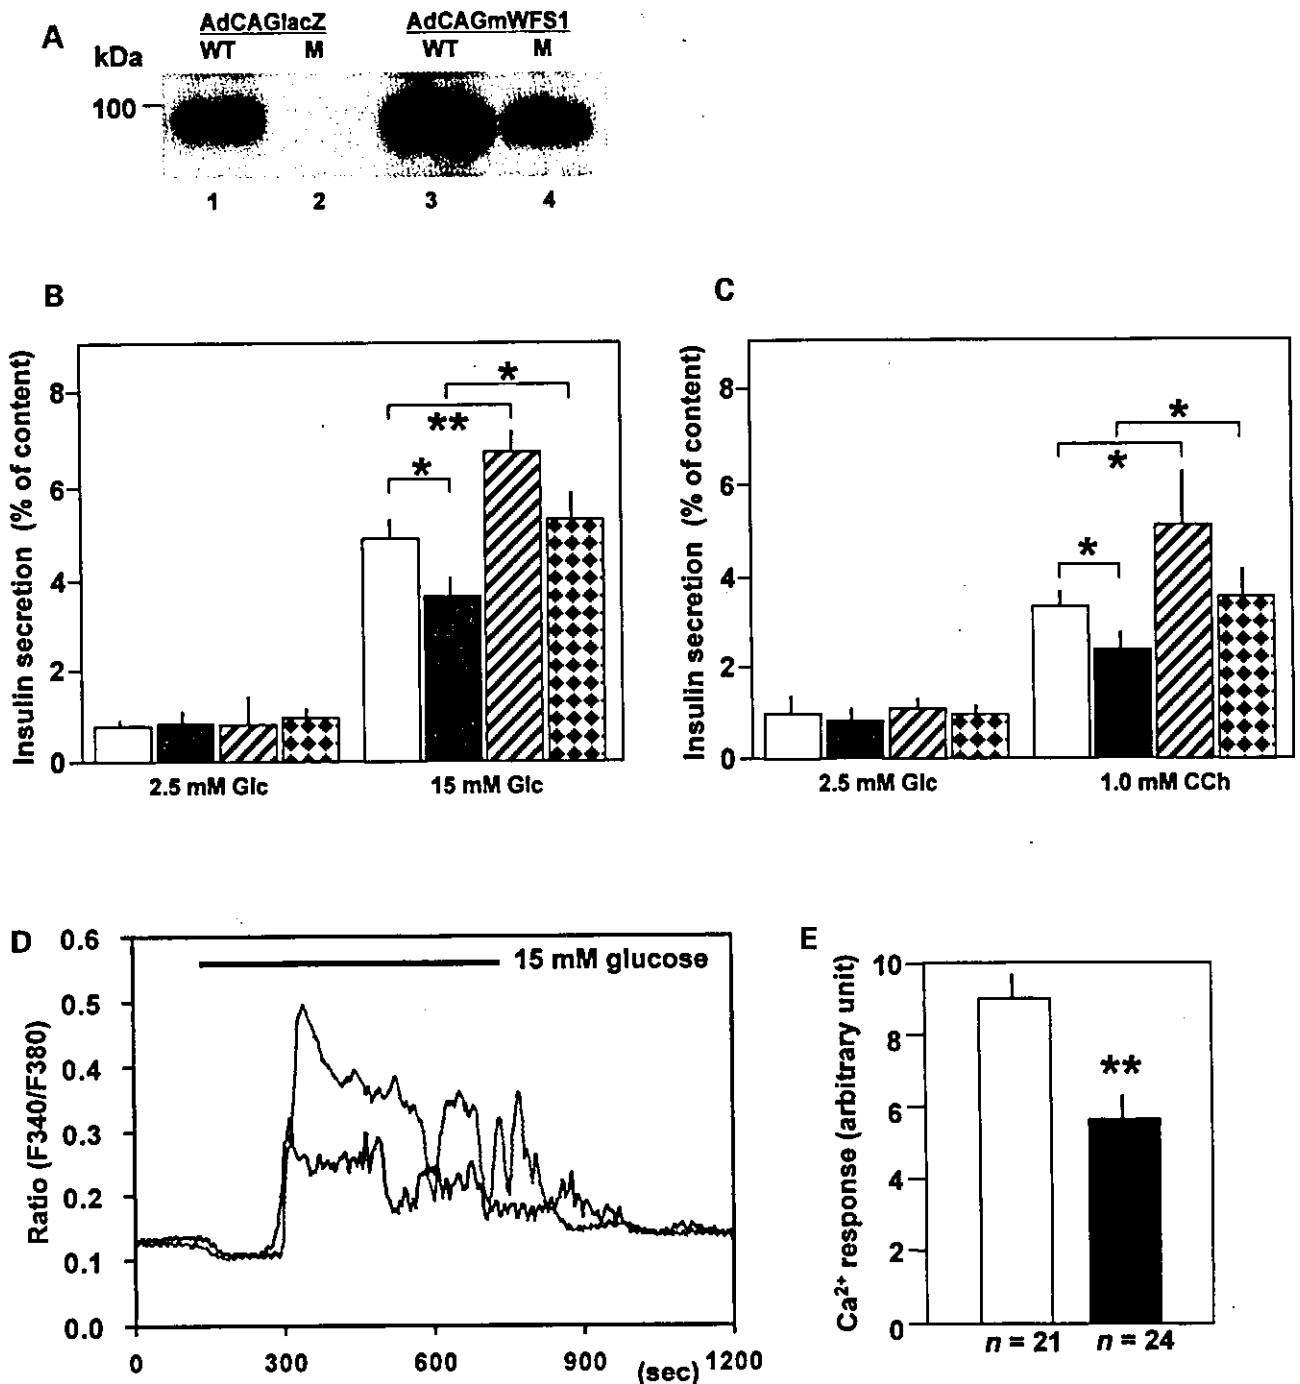 A
kDa
AdCAGlacZ AdCAGmWFS1
WT M WT M
100
1 2 3 4
B
Insulin secretion (% of content)
8
6
4
2
0
*
**
*
2.5 mM Glc 15 mM Glc
C
Insulin secretion (% of content)
8
6
4
2
0
*
*
*
2.5 mM Glc 1.0 mM CCh
D
Ratio (F340/F380)
0.6
0.5
0.4
0.3
0.2
0.1
0.0
15 mM glucose
0 300 600 (sec) 900 1200
E
Ca²⁺ response (arbitrary unit)
10
8
6
4
2
0
**
n = 21 n = 24